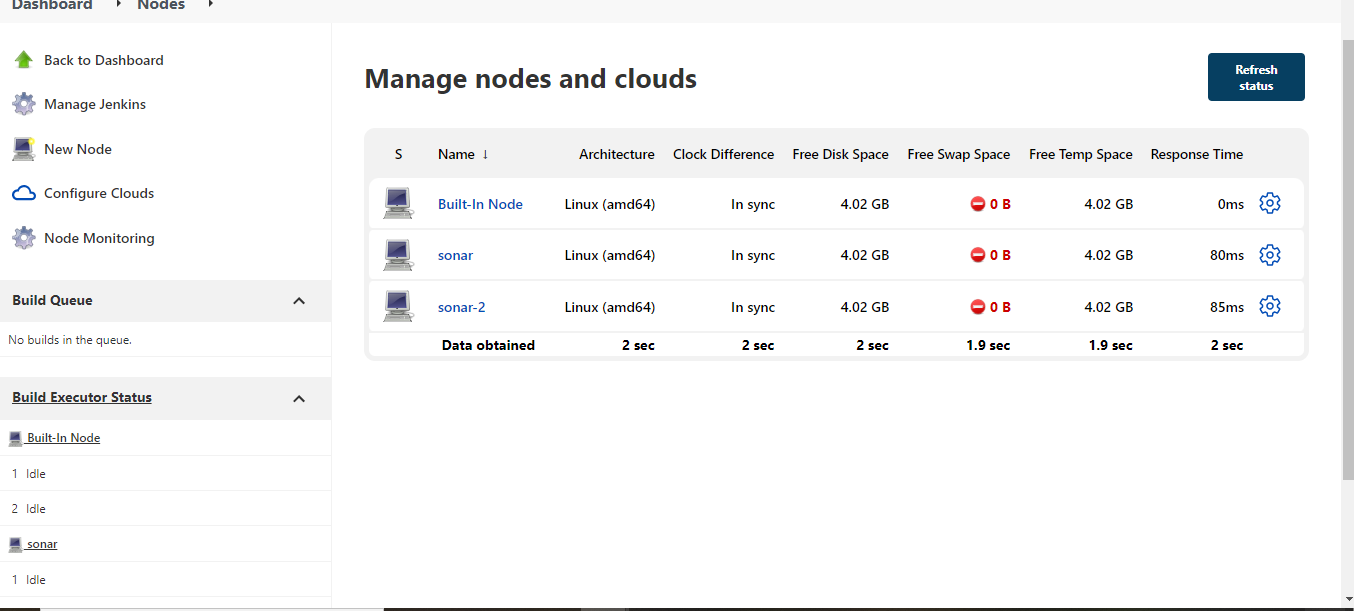 Dashboard
Nodes
Back to Dashboard
Manage Jenkins
New Node
Configure Clouds
Node Monitoring
Build Queue
No builds in the queue.
Build Executor Status
Built-In Node
1 Idle
2 Idle
sonar
1 Idle
Manage nodes and clouds
Refresh
status
S Name ↓ Architecture Clock Difference Free Disk Space Free Swap Space Free Temp Space Response Time
Built-In Node Linux (amd64) In sync 4.02 GB 0 B 4.02 GB 0ms
sonar Linux (amd64) In sync 4.02 GB 0 B 4.02 GB 80ms
sonar-2 Linux (amd64) In sync 4.02 GB 0 B 4.02 GB 85ms
Data obtained 2 sec 2 sec 2 sec 1.9 sec 1.9 sec 2 sec